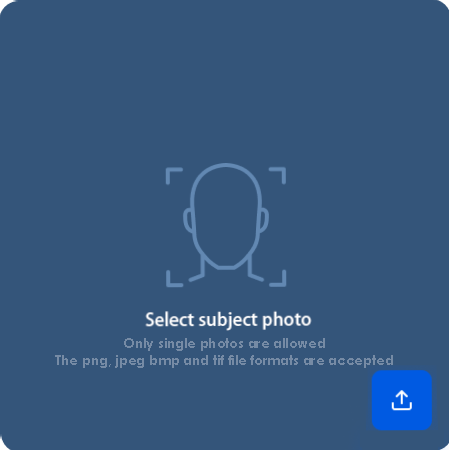 Select subject photo
Only single photos are allowed
The png, jpeg bmp and tif file formats are accepted